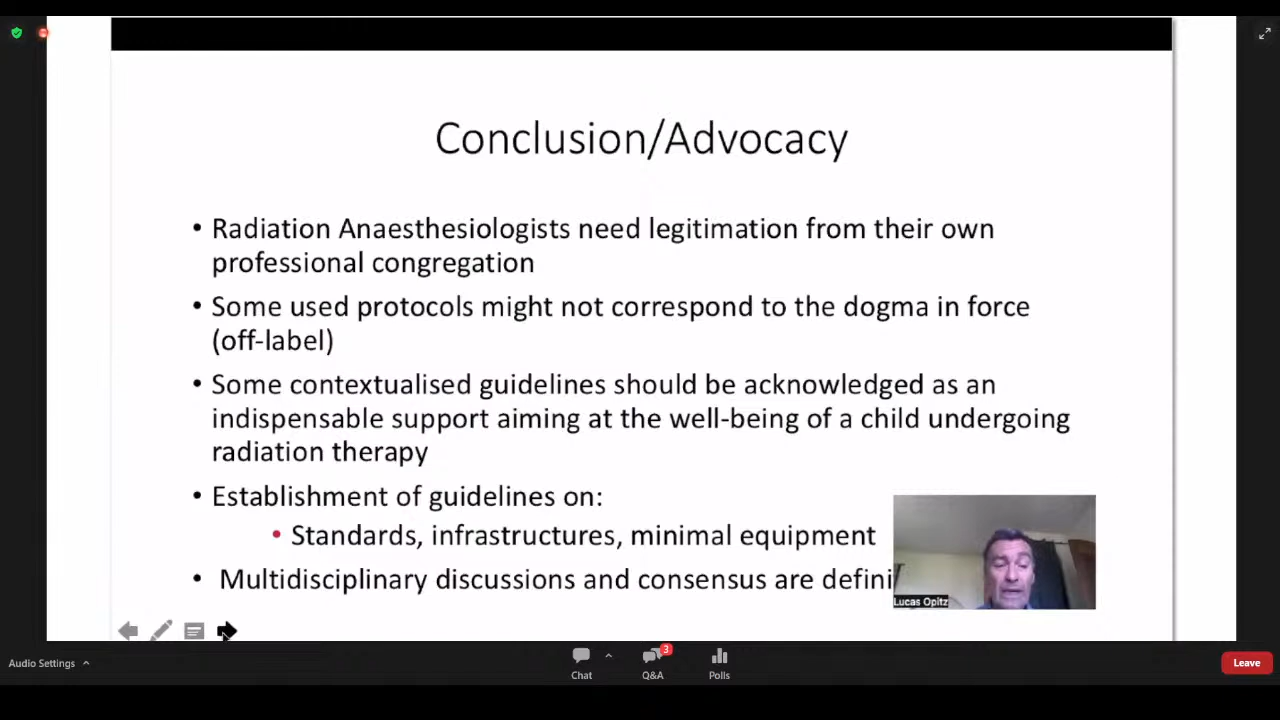 Conclusion/Advocacy
• Radiation Anaesthesiologists need legitimation from their own
professional congregation
• Some used protocols might not correspond to the dogma in force
(off-label)
• Some contextualised guidelines should be acknowledged as an
indispensable support aiming at the well-being of a child undergoing
radiation therapy
• Establishment of guidelines on:
• Standards, infrastructures, minimal equipment
• Multidisciplinary discussions and consensus are defini
Lucas Opitz
Audio Settings
Chat
3
Q&A
Polls
Leave